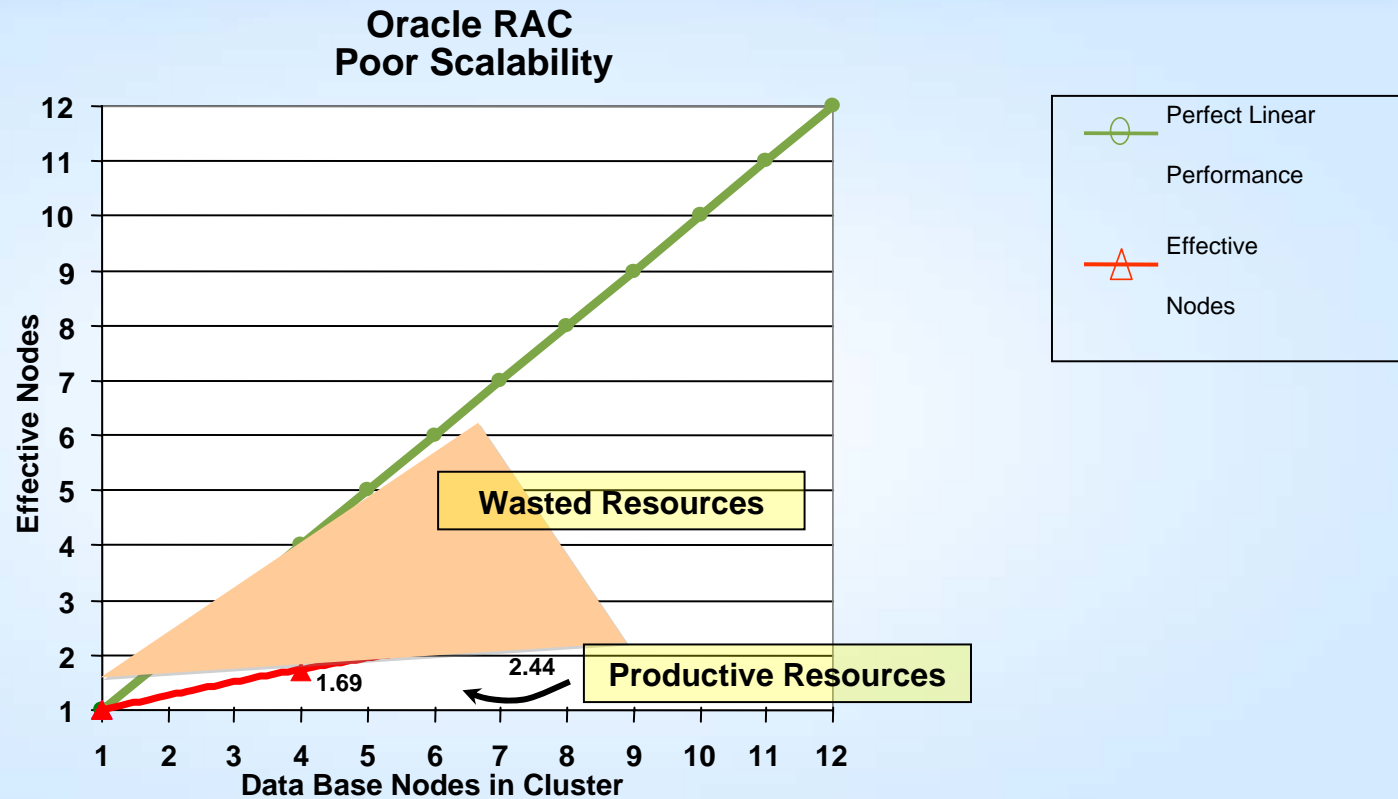 Oracle RAC
Poor Scalability
12
11
10
9
8
7
6
5
4
3
2
1
Effective Nodes
Wasted Resources
Productive Resources
1.69
2.44
1 2 3 4 5 6 7 8 9 10 11 12
Data Base Nodes in Cluster
Perfect Linear
Performance
Effective
Nodes